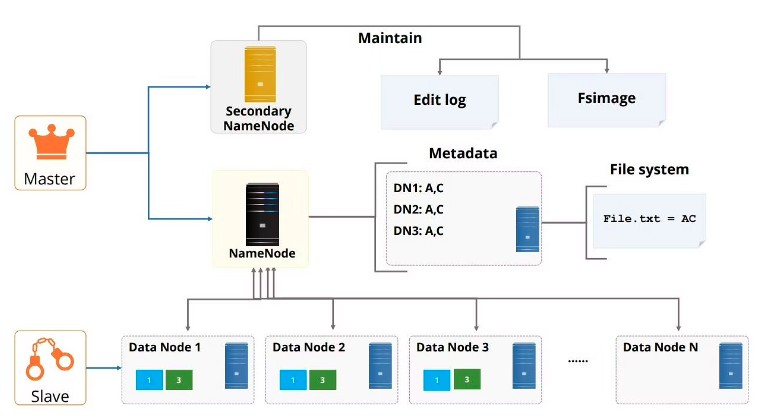 Maintain
Secondary
NameNode
Edit log
Fsimage
Master
Metadata
File system
DN1: A,C
DN2: A,C
DN3: A,C
File.txt = AC
NameNode
Slave
Data Node 1
1 3
Data Node 2
1 3
Data Node 3
1 3
......
Data Node N